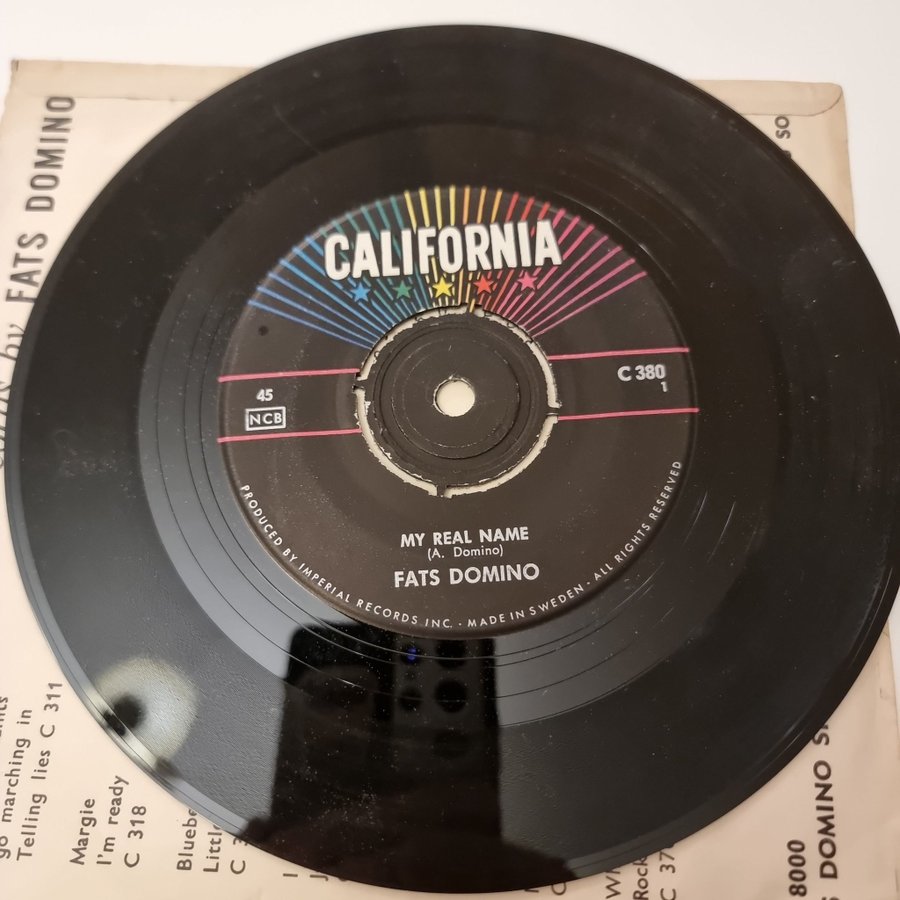 CALIFORNIA
45
NCB
C 380
1
MY REAL NAME
(A. Domino)
FATS DOMINO
PRODUCED BY IMPERIAL RECORDS INC. · MADE IN SWEDEN · ALL RIGHTS RESERVED
by FATS DOMINO
go marching in
Telling lies C 311
Margie
I'm ready
C 318
8000
DOMINO